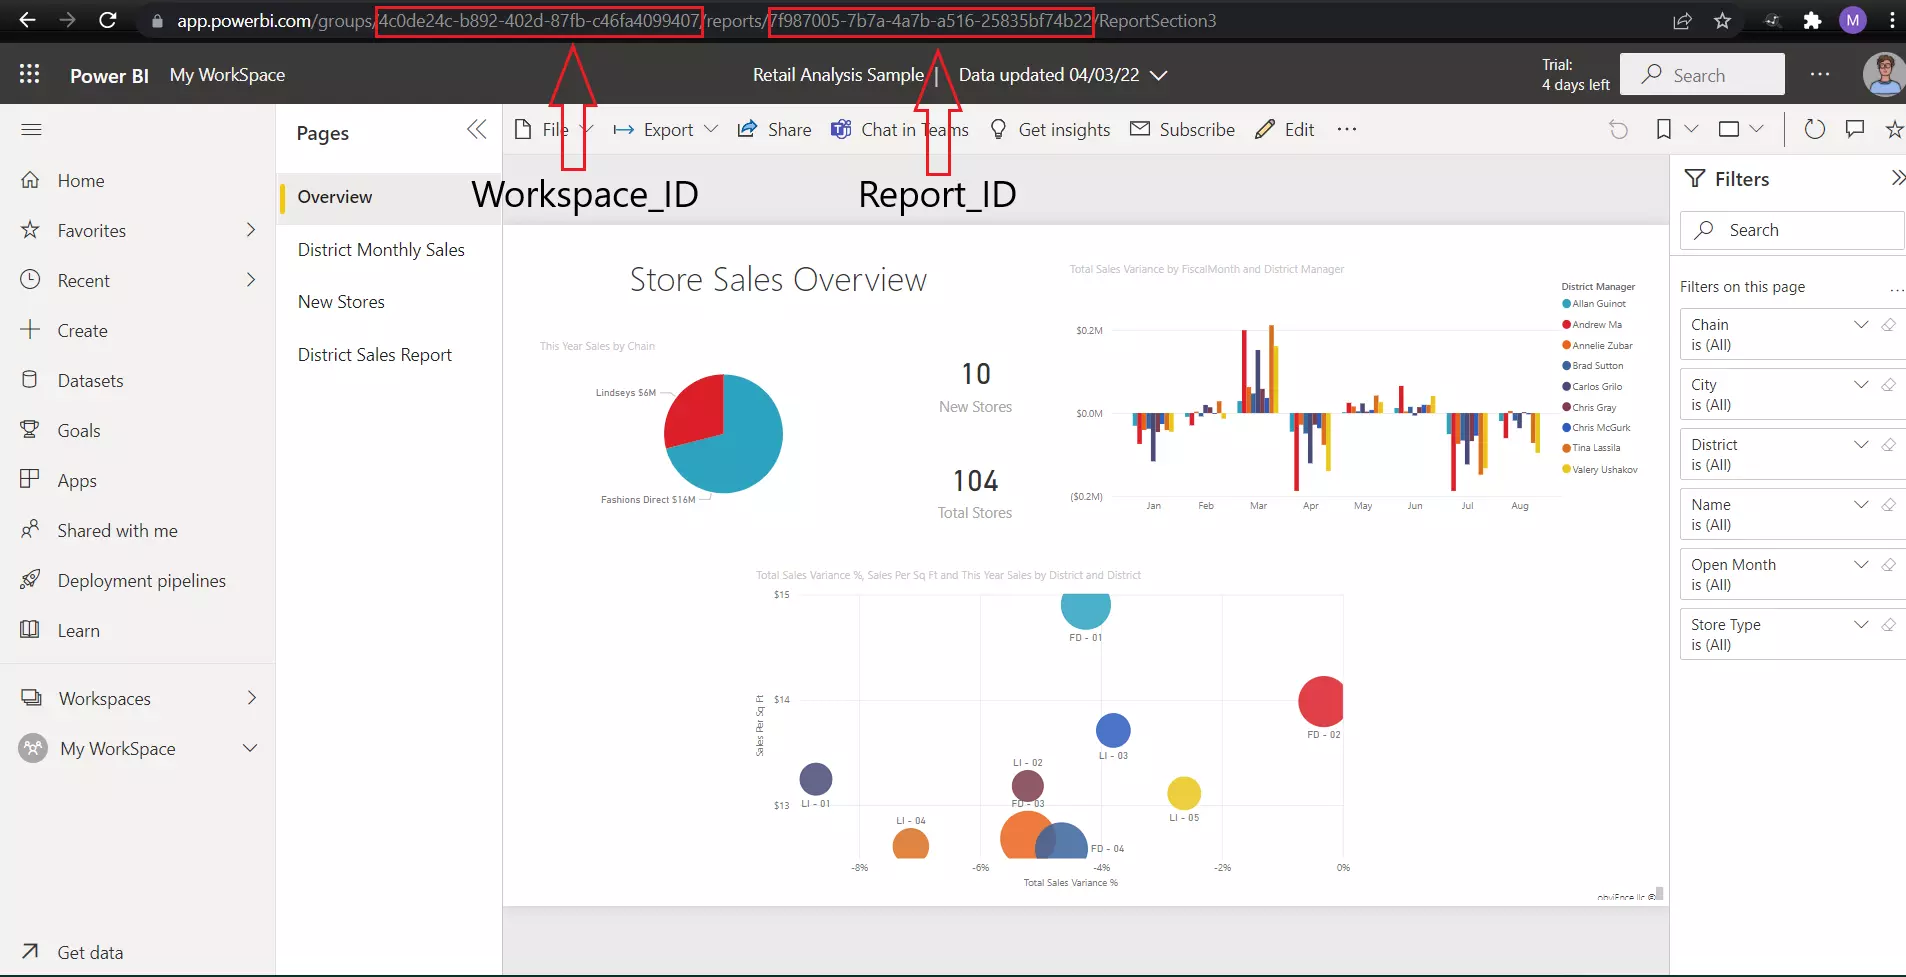 app.powerbi.com/groups/4c0de24c-b892-402d-87fb-c46fa4099407/reports/7f987005-7b7a-4a7b-a516-25835bf74b22/ReportSection3
M
Power BI My WorkSpace
Retail Analysis Sample | Data updated 04/03/22
Trial:
4 days left
Search
Pages
File Export Share Chat in Teams Get insights Subscribe Edit
Workspace_ID
Report_ID
Home
Favorites
Recent
Create
Datasets
Goals
Apps
Shared with me
Deployment pipelines
Learn
Workspaces
My WorkSpace
Get data
Overview
District Monthly Sales
New Stores
District Sales Report
Store Sales Overview
This Year Sales by Chain
Lindseys $6M
Fashions Direct $16M
10
New Stores
104
Total Stores
Total Sales Variance by FiscalMonth and District Manager
$0.2M
$0.0M
($0.2M)
Jan Feb Mar Apr May Jun Jul Aug
District Manager
Allan Guinot
Andrew Ma
Annelie Zubar
Brad Sutton
Carlos Grilo
Chris Gray
Chris McGurk
Tina Lassila
Valery Ushakov
Total Sales Variance %, Sales Per Sq Ft and This Year Sales by District and District
$15
$14
$13
Sales Per Sq Ft
FD - 01
FD - 02
LI - 03
LI - 02
LI - 01
FD - 03
LI - 05
LI - 04
FD - 04
-8% -6% -4% -2% 0%
Total Sales Variance %
obviEnce llc ©
Filters
Search
Filters on this page
Chain
is (All)
City
is (All)
District
is (All)
Name
is (All)
Open Month
is (All)
Store Type
is (All)